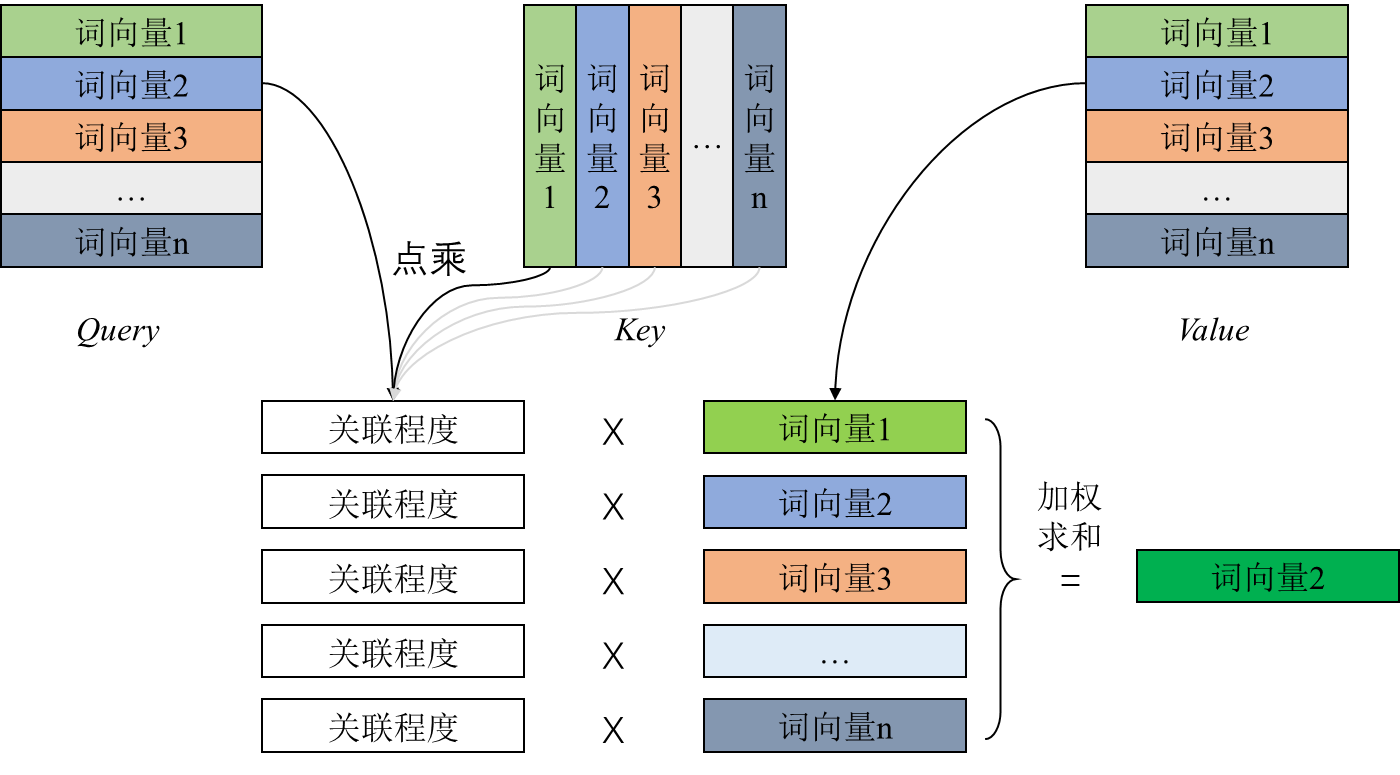 词向量1
词向量2
词向量3
…
词向量n
Query
词向量1
词向量2
词向量3
…
词向量n
Key
词向量1
词向量2
词向量3
…
词向量n
Value
点乘
关联程度 X 词向量1
关联程度 X 词向量2
关联程度 X 词向量3
关联程度 X …
关联程度 X 词向量n
加权
求和
=
词向量2